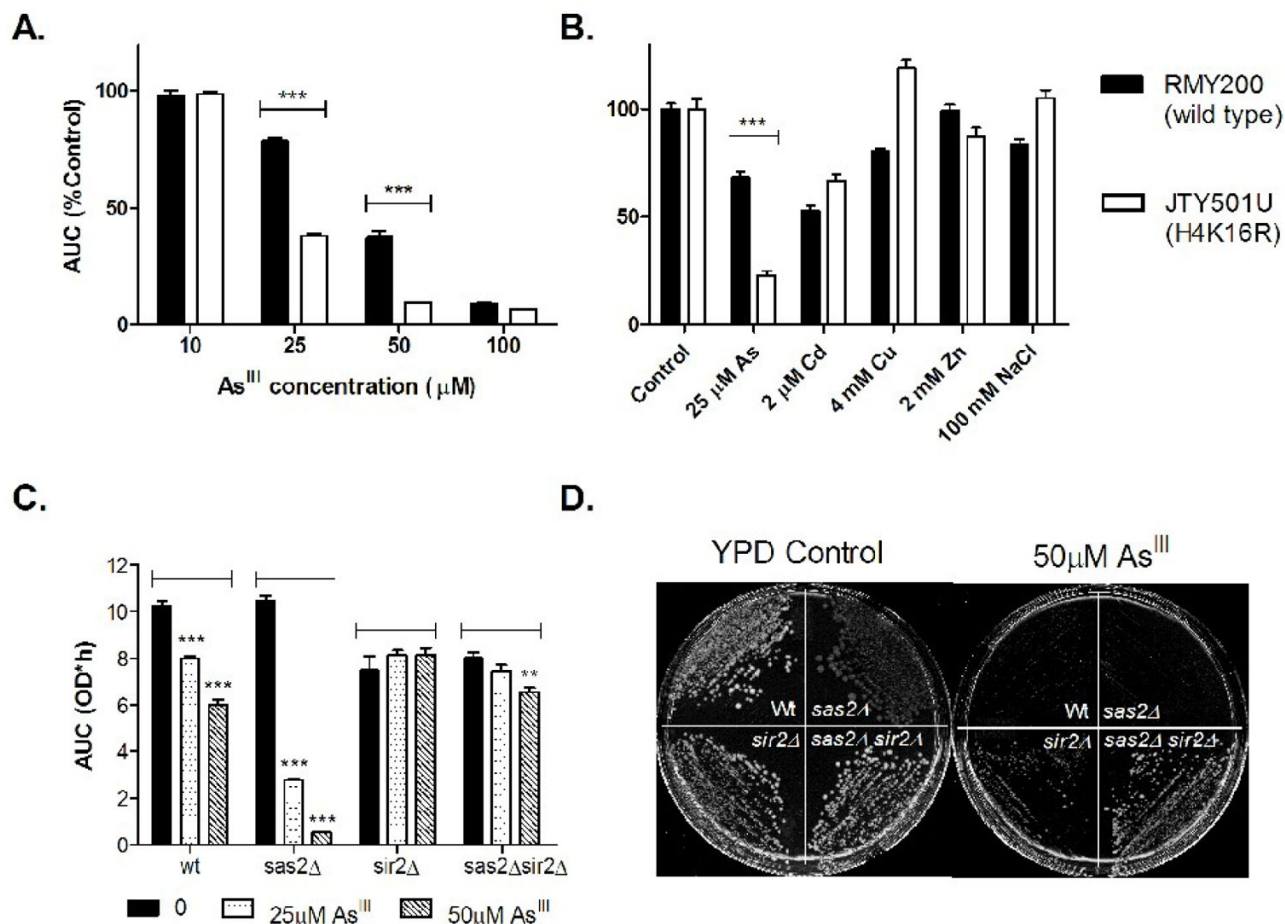 A.
100
50
0
AUC (%Control)
***
***
10 25 50 100
As^III concentration (μM)
B.
100
50
0
***
Control
25 μM As
2 μM Cd
4 mM Cu
2 mM Zn
100 mM NaCl
RMY200
(wild type)
JTY501U
(H4K16R)
C.
12
10
8
6
4
2
0
AUC (OD*h)
***
***
***
***
**
wt sas2Δ sir2Δ sas2Δsir2Δ
0 25μM As^III 50μM As^III
D.
YPD Control 50μM As^III
Wt sas2Δ
sir2Δ sas2Δ sir2Δ
Wt sas2Δ
sir2Δ sas2Δ sir2Δ